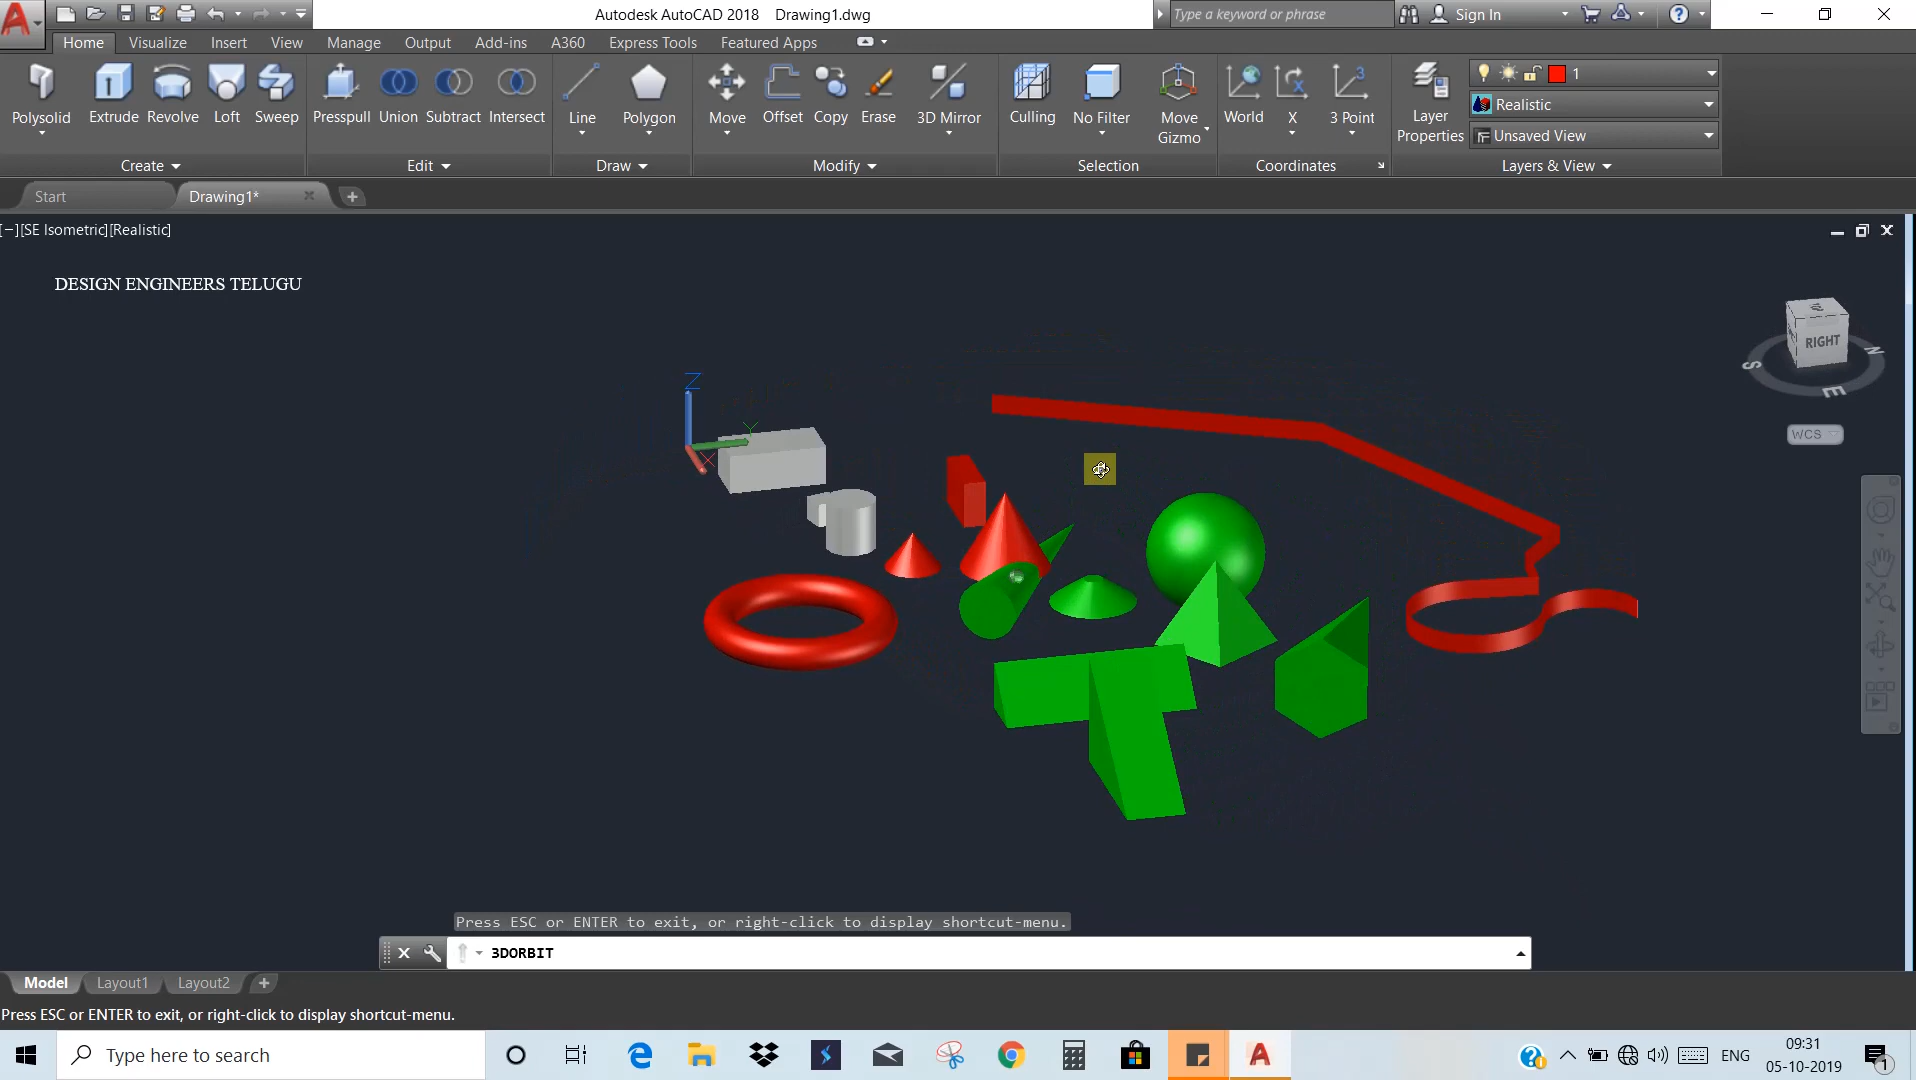 Autodesk AutoCAD 2018 Drawing1.dwg
Type a keyword or phrase
Sign In
Home Visualize Insert View Manage Output Add-ins A360 Express Tools Featured Apps
Polysolid Extrude Revolve Loft Sweep Presspull Union Subtract Intersect Line Polygon Move Offset Copy Erase 3D Mirror Culling No Filter Move Gizmo World X 3 Point Layer Properties
1
Realistic
Unsaved View
Create Edit Draw Modify Selection Coordinates Layers & View
Start Drawing1*
[−][SE Isometric][Realistic]
DESIGN ENGINEERS TELUGU
Z
Y
X
RIGHT
S
N
E
WCS
Press ESC or ENTER to exit, or right-click to display shortcut-menu.
3DORBIT
Model Layout1 Layout2
Press ESC or ENTER to exit, or right-click to display shortcut-menu.
Type here to search
ENG
09:31
05-10-2019
1